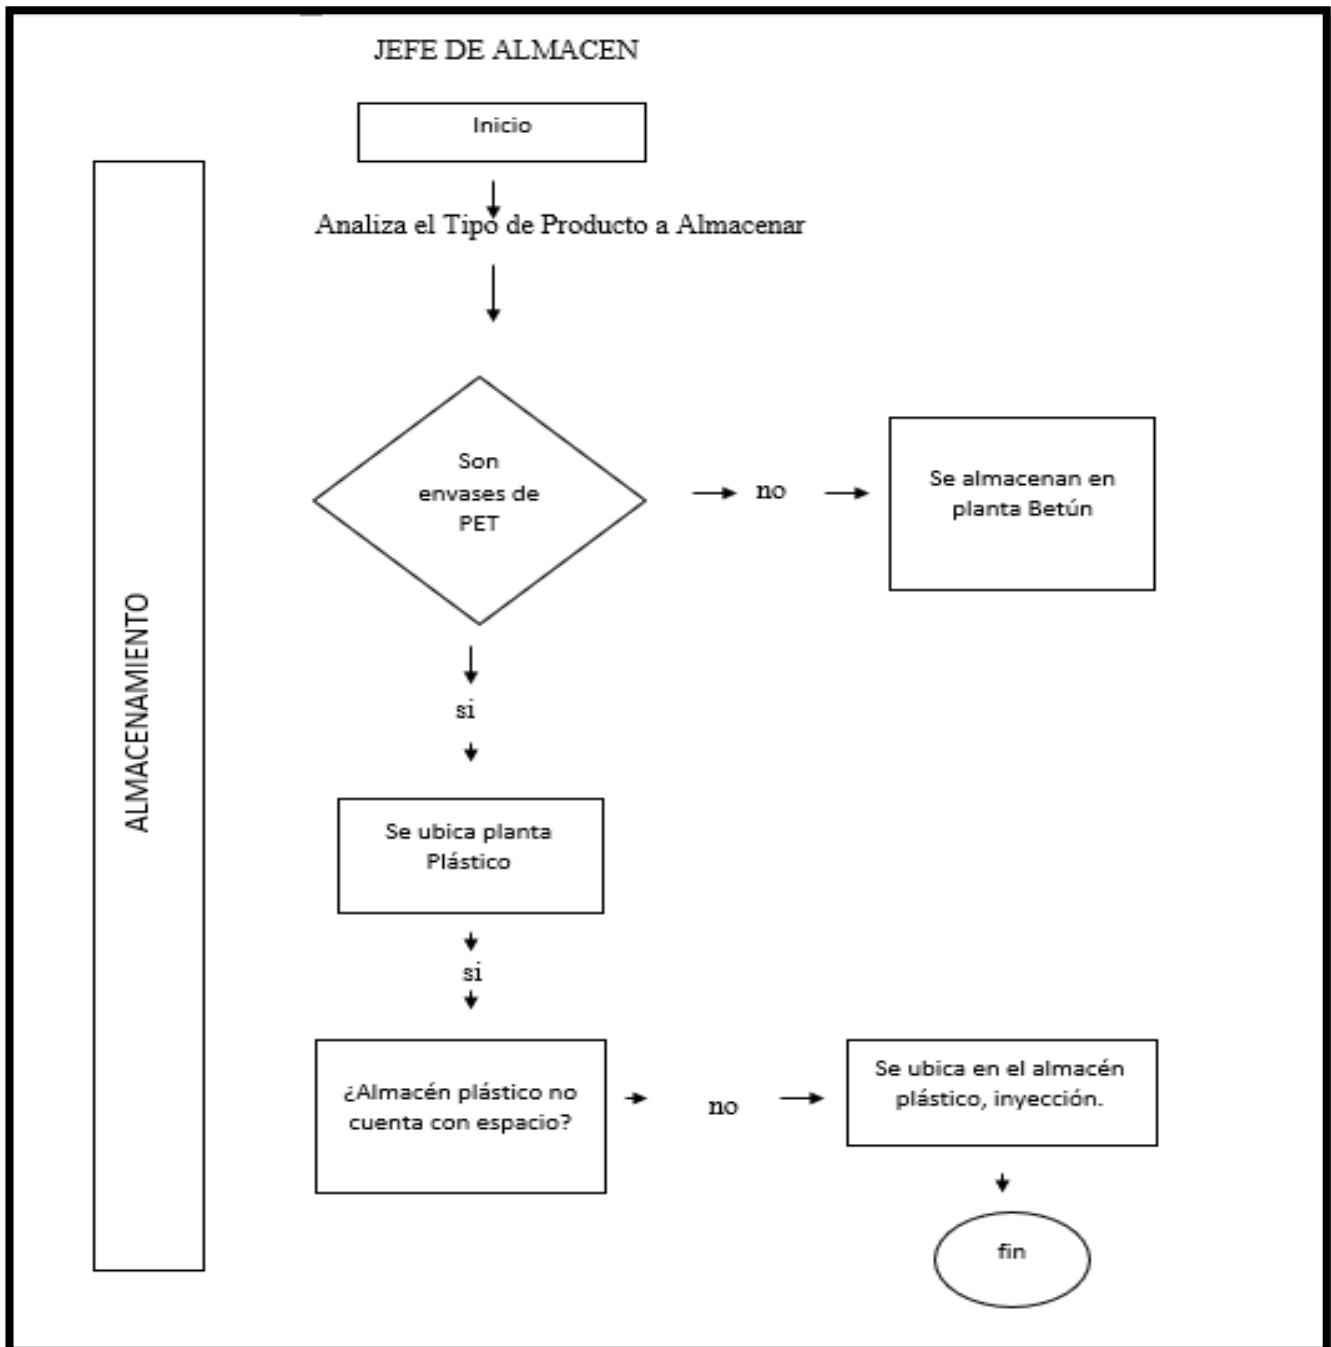 JEFE DE ALMACEN
Inicio
Analiza el Tipo de Producto a Almacenar
Son
envases de
PET
no
Se almacenan en
planta Betún
si
Se ubica planta
Plástico
si
¿Almacén plástico no
cuenta con espacio?
no
Se ubica en el almacén
plástico, inyección.
fin
ALMACENAMIENTO